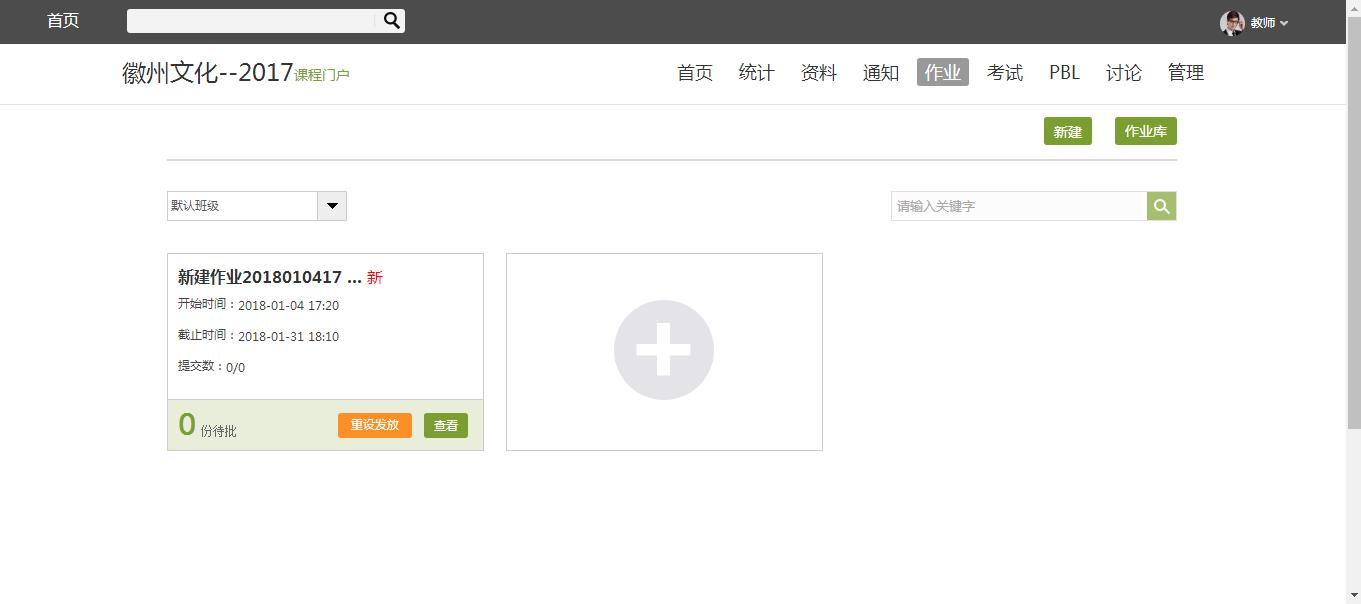 首页
教师
徽州文化--2017课程门户
首页 统计 资料 通知 作业 考试 PBL 讨论 管理
新建 作业库
默认班级
请输入关键字
新建作业2018010417 ... 新
开始时间：2018-01-04 17:20
截止时间：2018-01-31 18:10
提交数：0/0
0 份待批 重设发放 查看